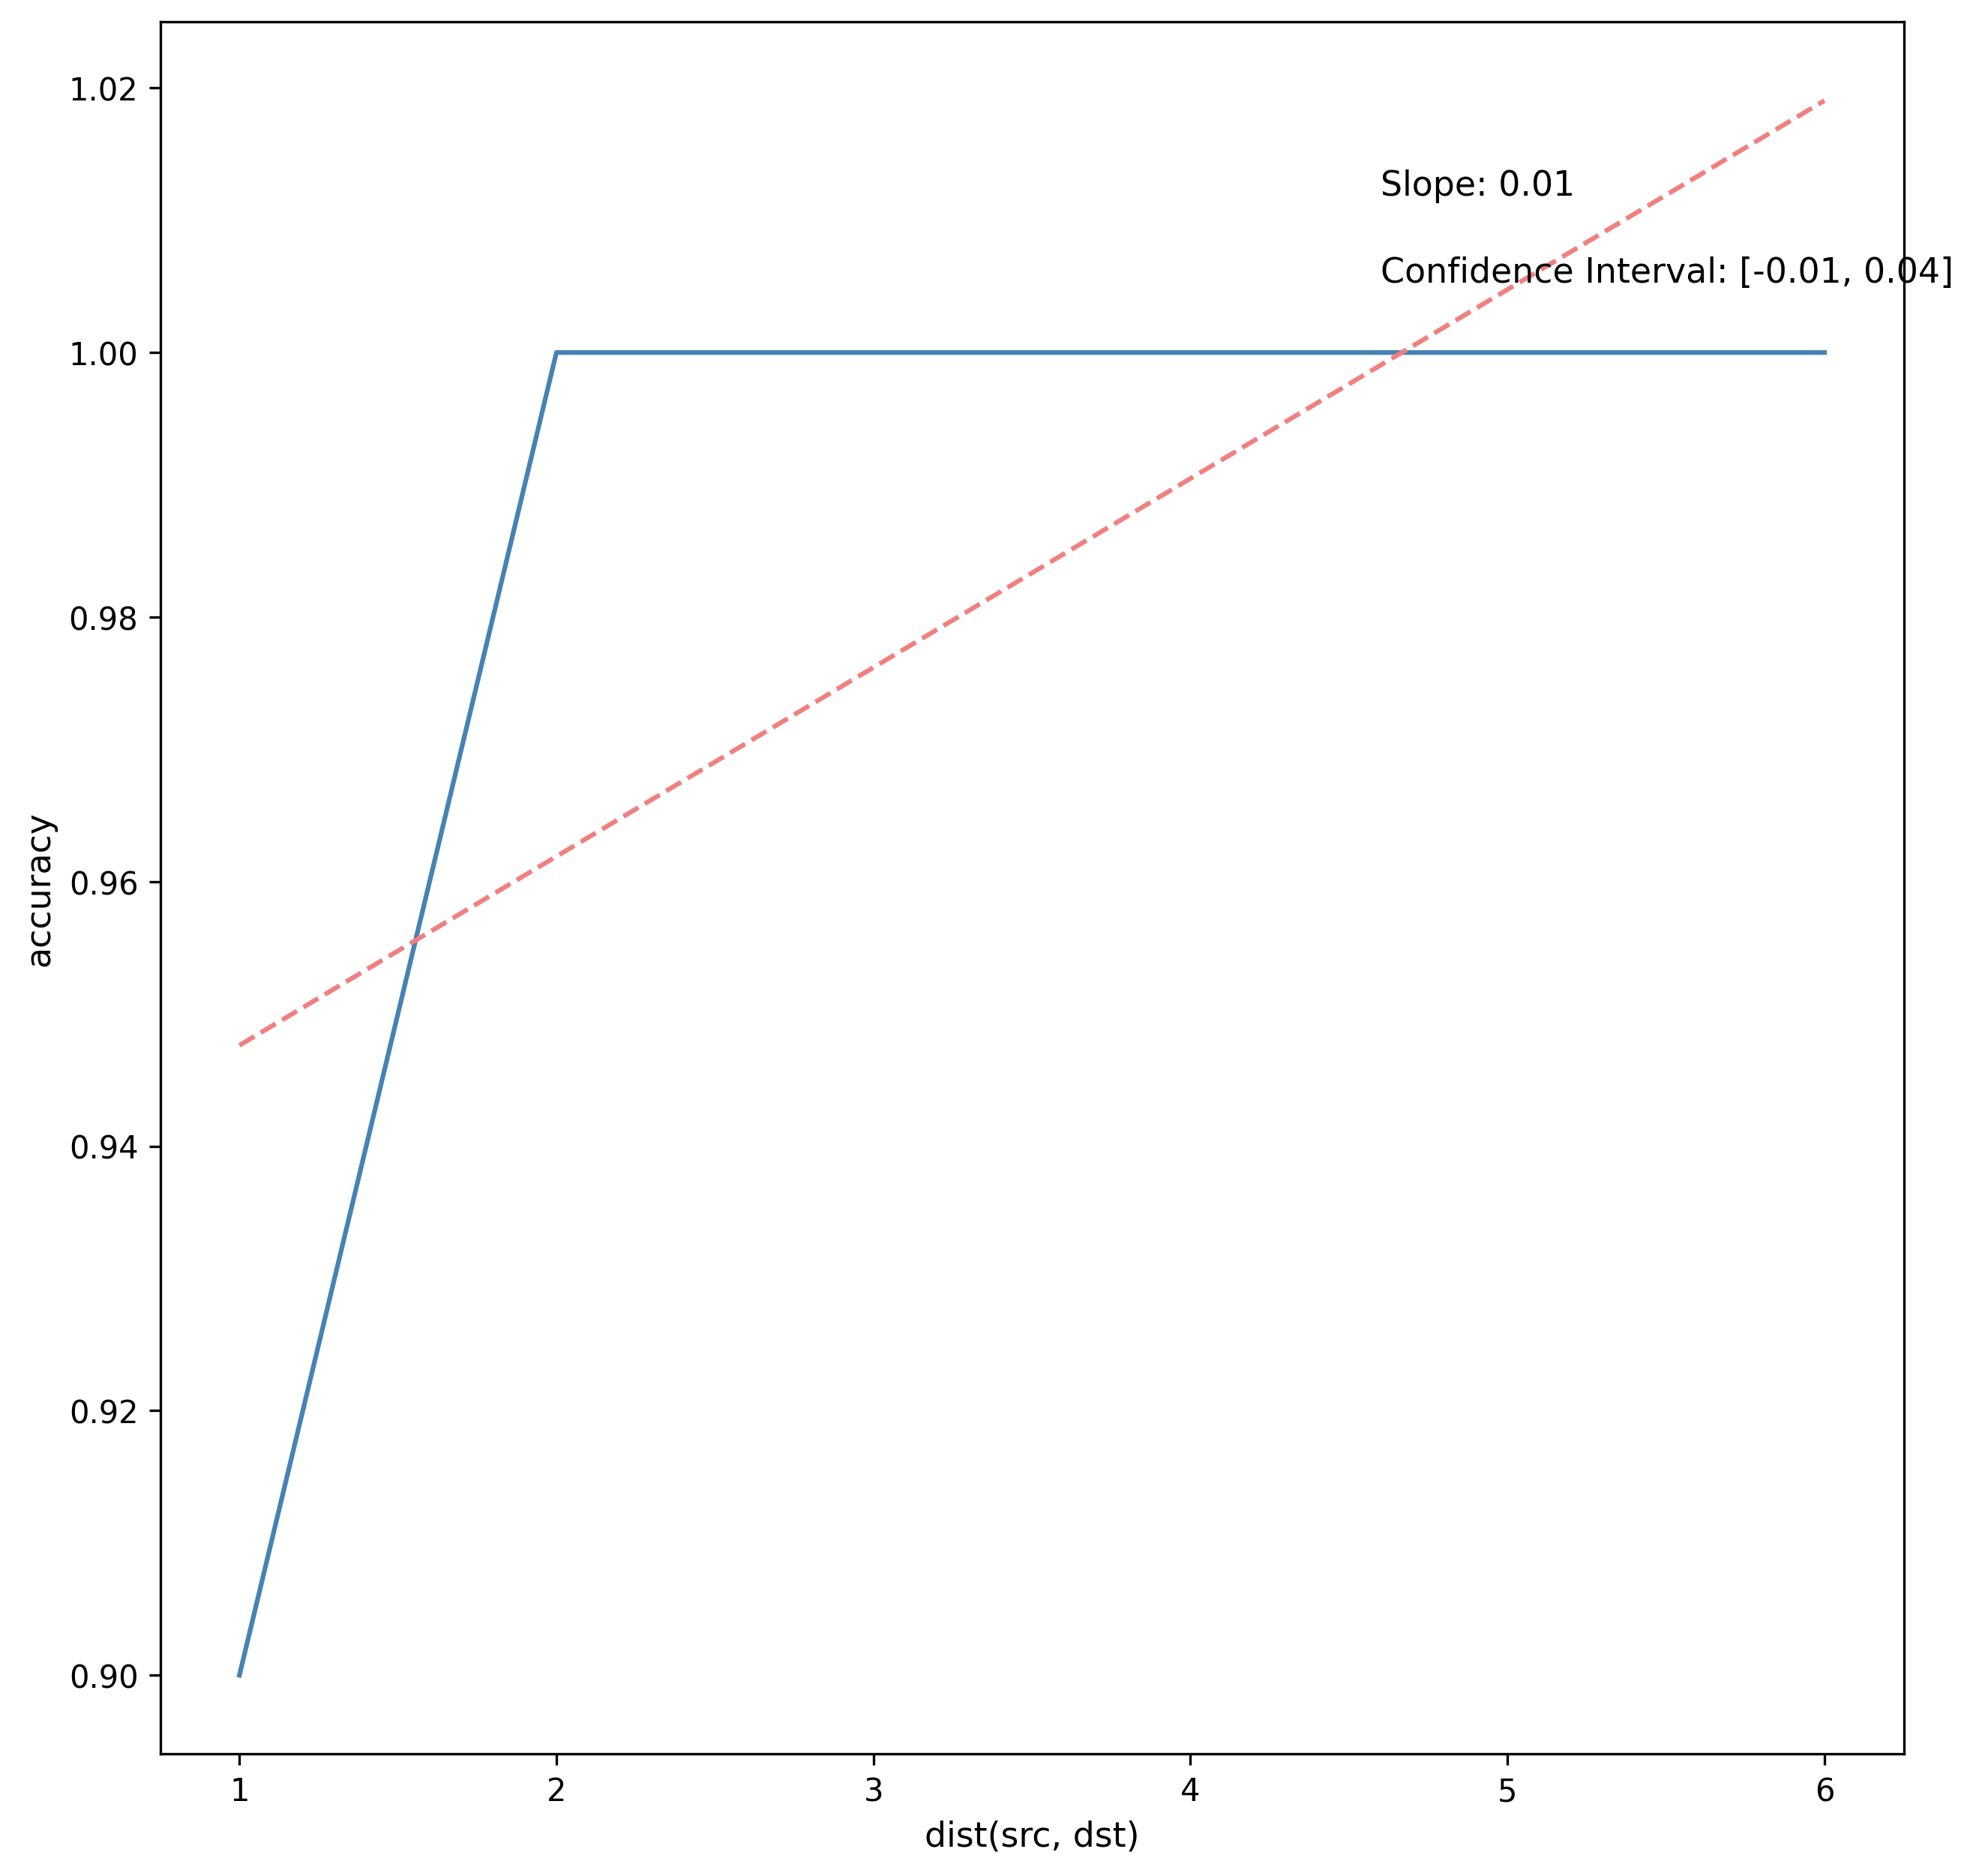 1.02
1.00
0.98
0.96
0.94
0.92
0.90
accuracy
Slope: 0.01
Confidence Interval: [-0.01, 0.04]
1 2 3 4 5 6
dist(src, dst)